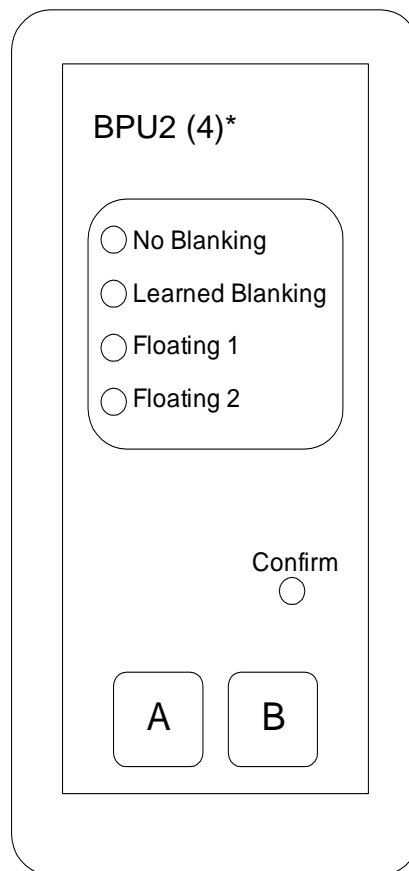 BPU2 (4)*
No Blanking
Learned Blanking
Floating 1
Floating 2
Confirm
A B